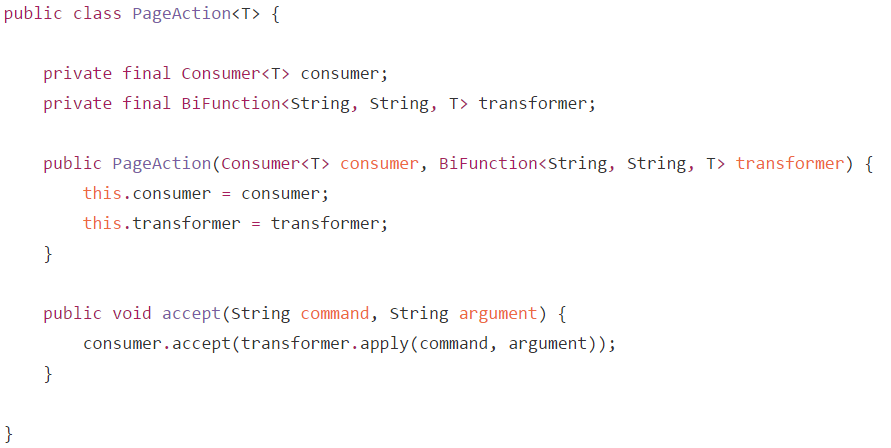 public class PageAction<T> {
    private final Consumer<T> consumer;
    private final BiFunction<String, String, T> transformer;
    public PageAction(Consumer<T> consumer, BiFunction<String, String, T> transformer) {
        this.consumer = consumer;
        this.transformer = transformer;
    }
    public void accept(String command, String argument) {
        consumer.accept(transformer.apply(command, argument));
    }
}